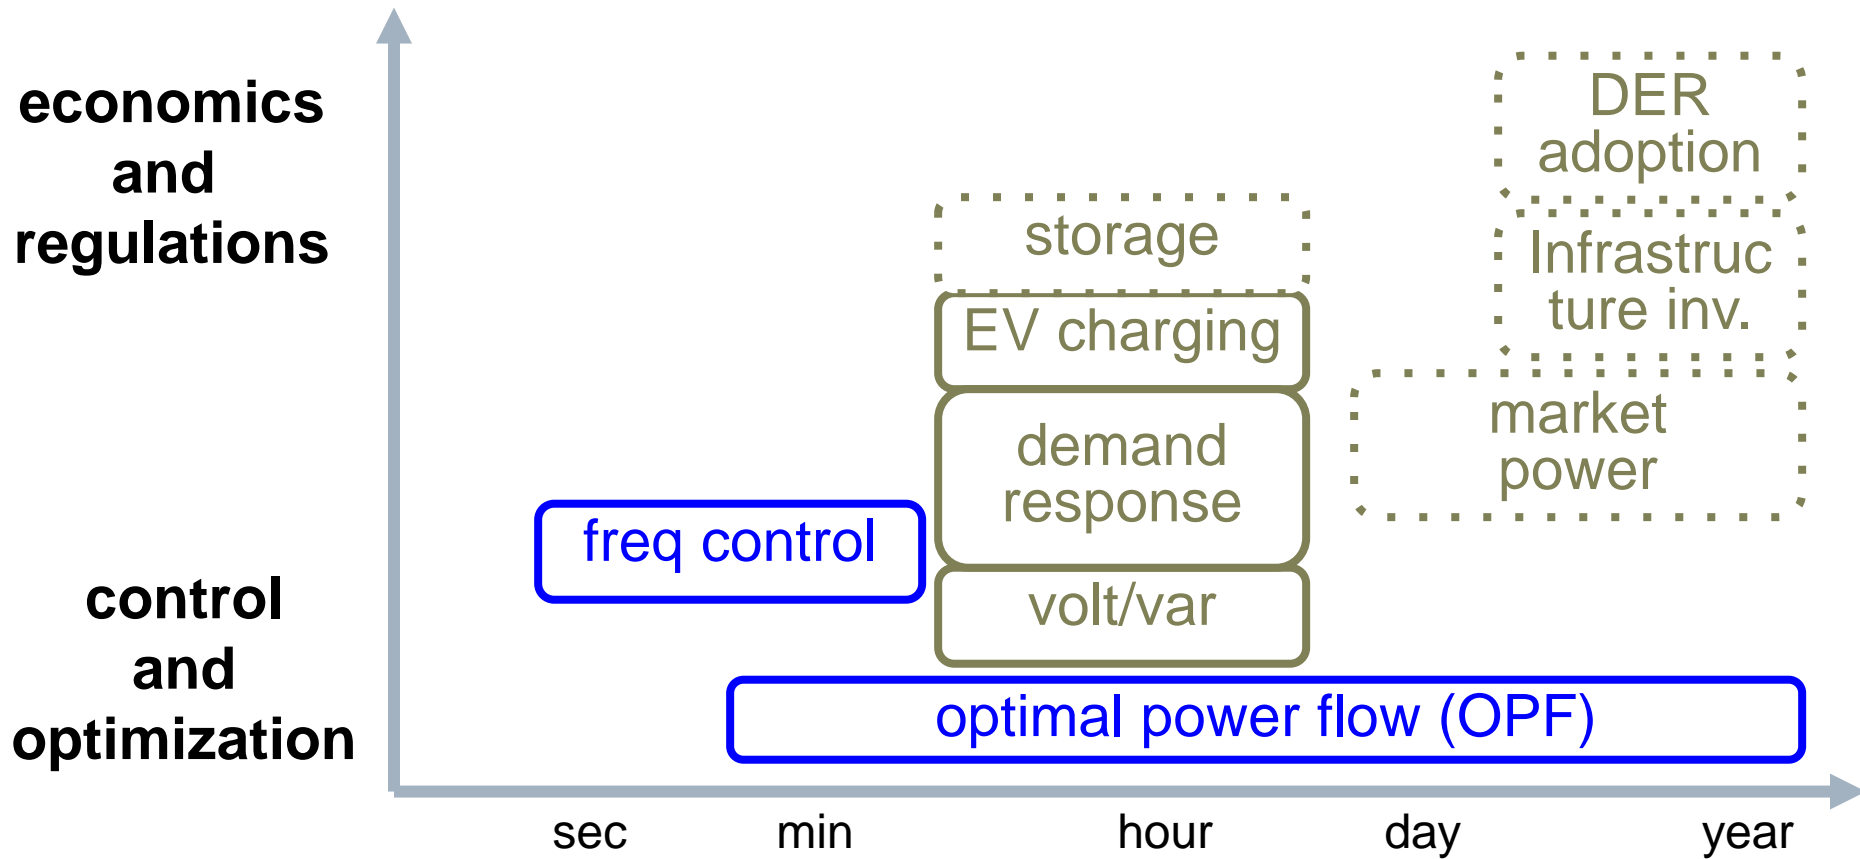 economics
and
regulations
control
and
optimization
DER
adoption
Infrastruc
ture inv.
market
power
storage
EV charging
demand
response
volt/var
freq control
optimal power flow (OPF)
sec min hour day year